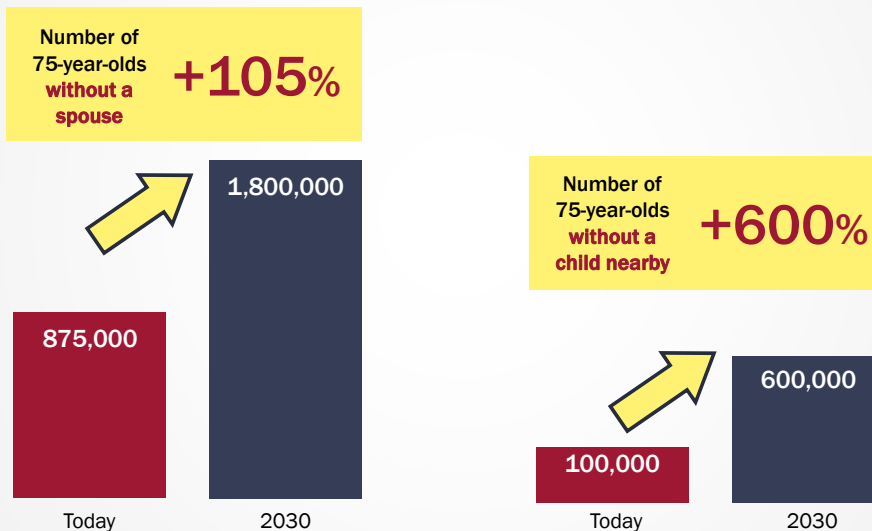 Number of
75-year-olds
without a
spouse
+105%
1,800,000
875,000
Today
2030
Number of
75-year-olds
without a
child nearby
+600%
600,000
100,000
Today
2030